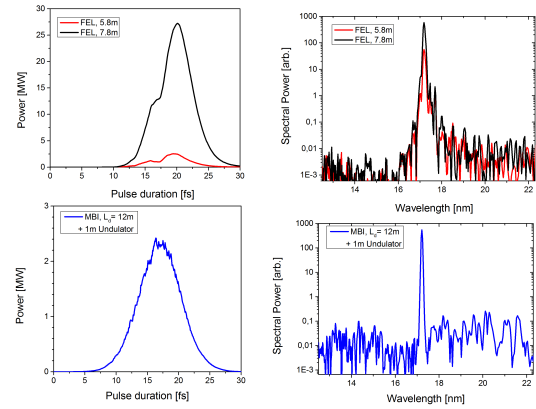 30
25
20
15
10
5
0
Power [MW]
FEL, 5.8m
FEL, 7.8m
0 5 10 15 20 25 30
Pulse duration [fs]
1000
100
10
1
0,1
0,01
1E-3
Spectral Power [arb.]
FEL, 5.8m
FEL, 7.8m
14 16 18 20 22
Wavelength [nm]
3
2
1
0
Power [MW]
MBI, Ld= 12m
+ 1m Undulator
0 5 10 15 20 25 30
Pulse duration [fs]
1000
100
10
1
0,1
0,01
1E-3
Spectral Power [arb.]
MBI, Ld= 12m
+ 1m Undulator
14 16 18 20 22
Wavelength [nm]